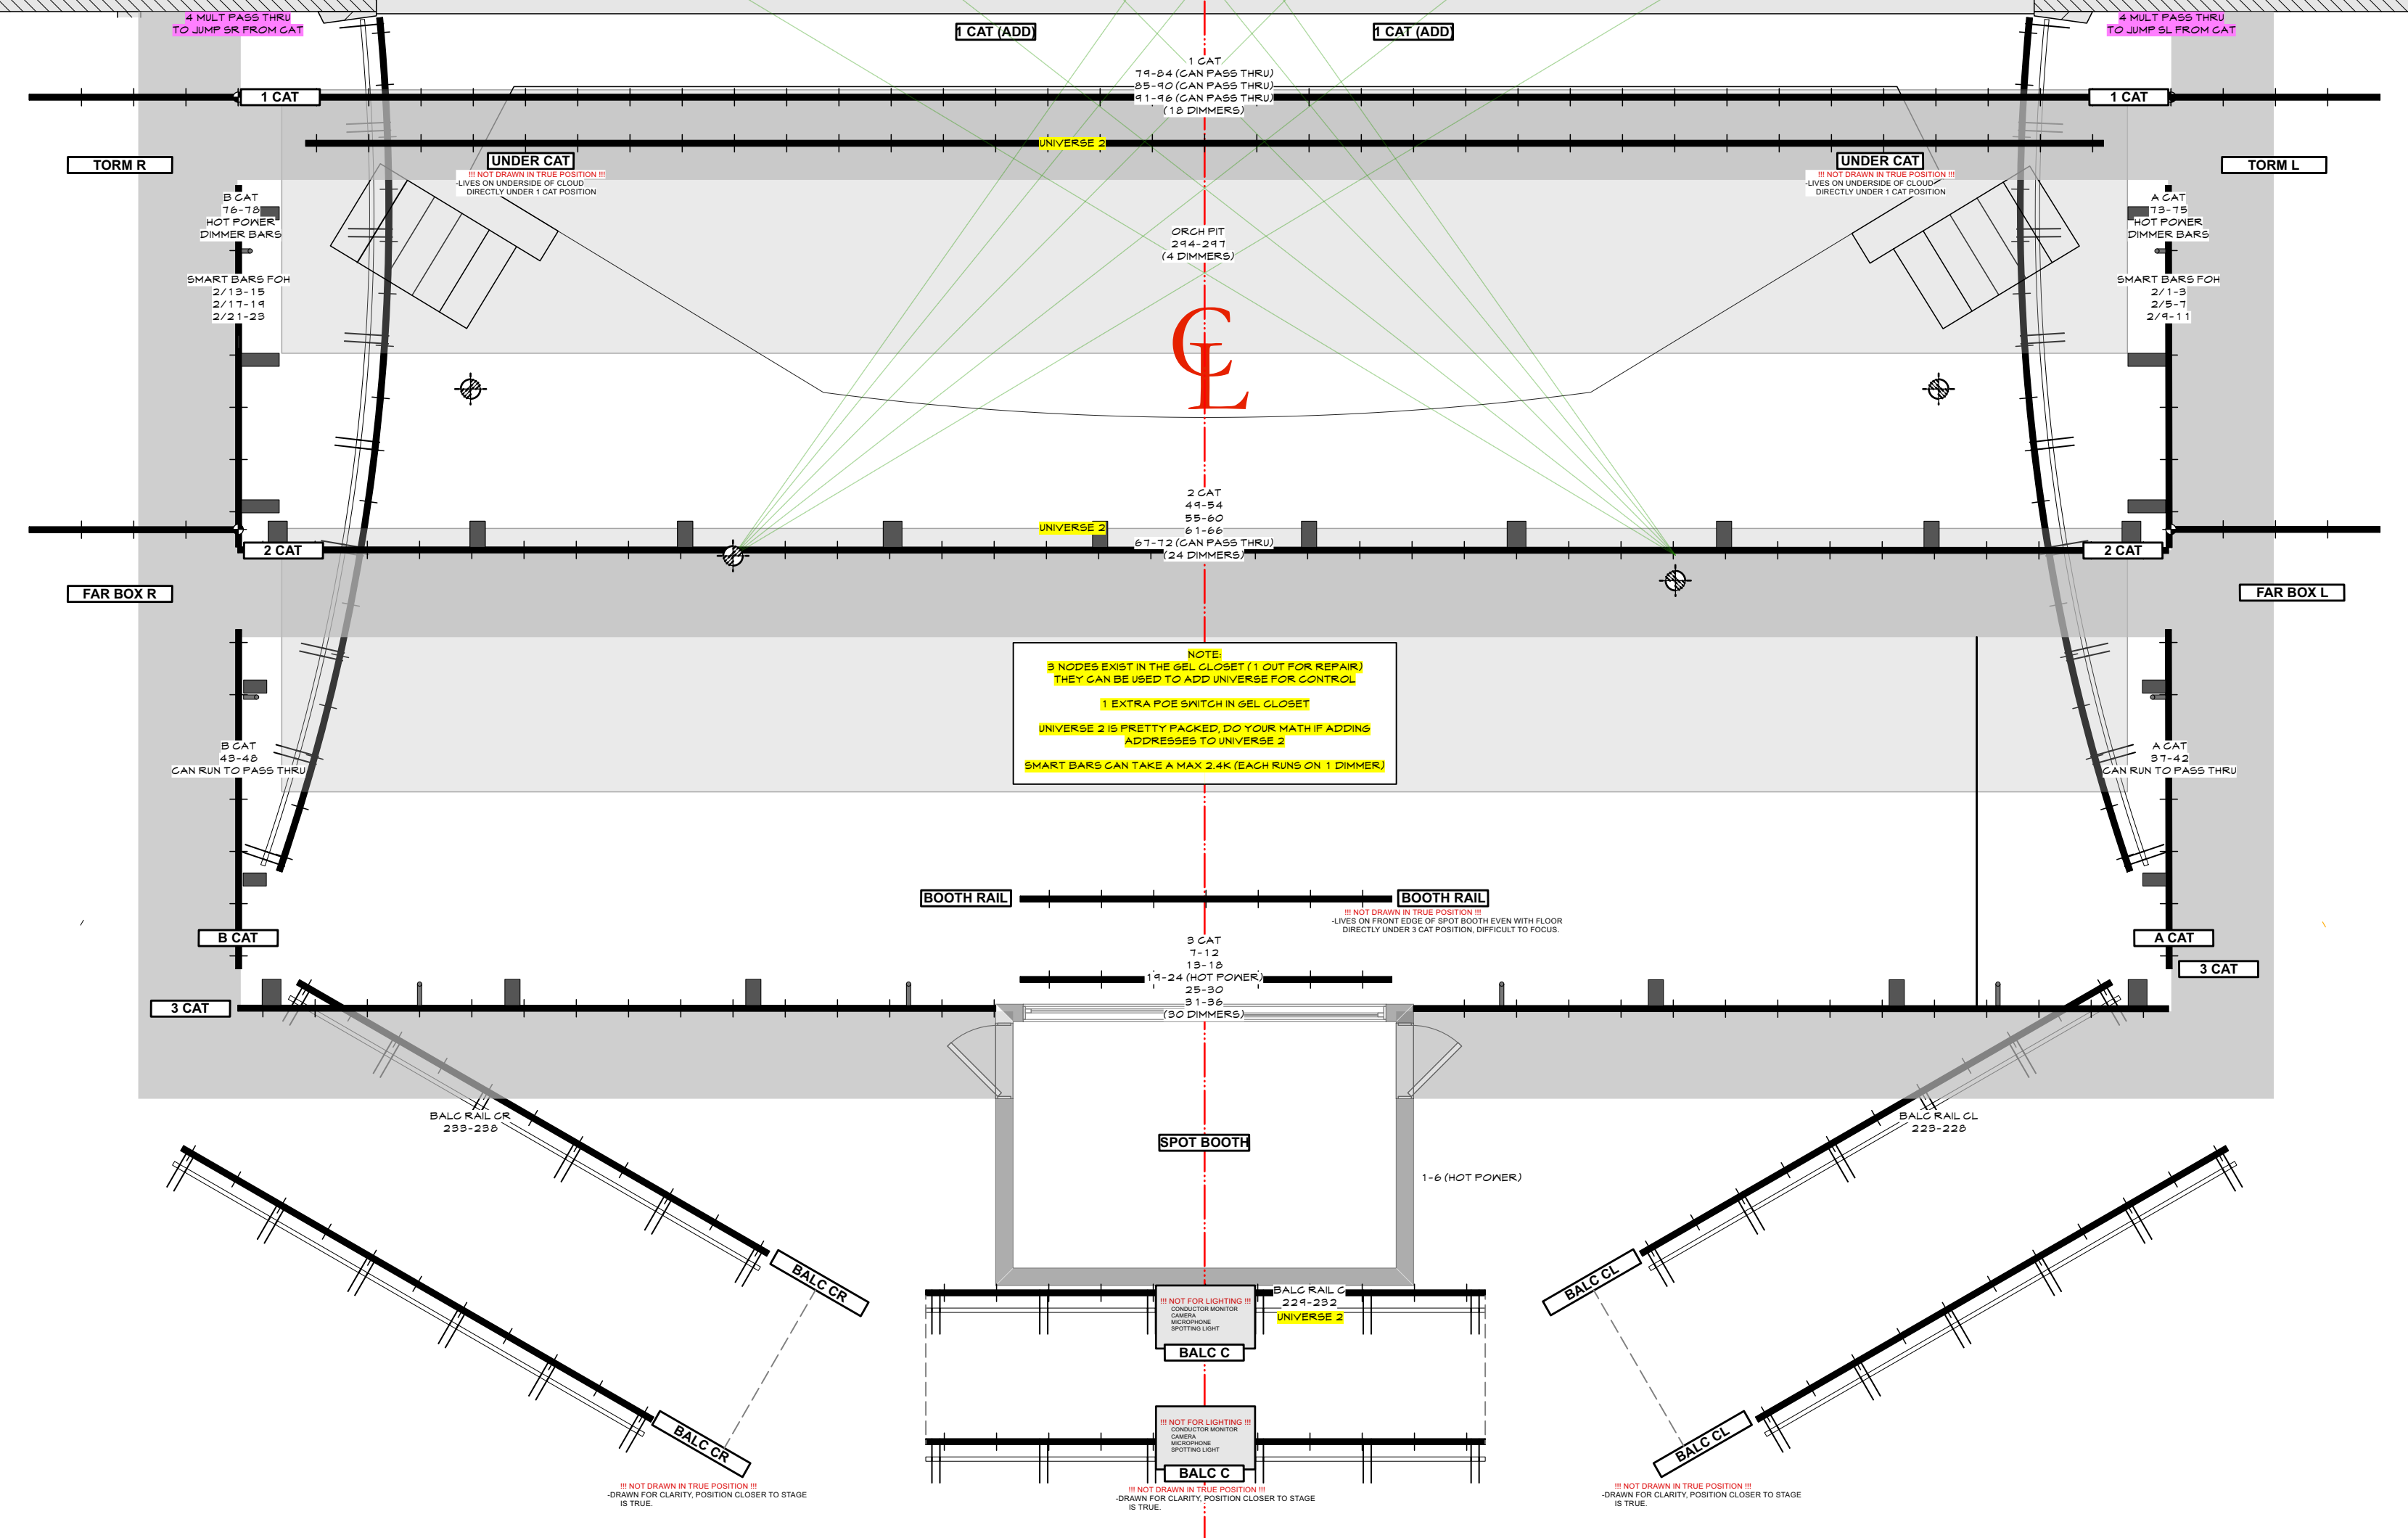 4 MULT PASS THRU
TO JUMP SR FROM CAT
1 CAT (ADD)
1 CAT (ADD)
4 MULT PASS THRU
TO JUMP SL FROM CAT
1 CAT
79-84 (CAN PASS THRU)
85-90 (CAN PASS THRU)
91-96 (CAN PASS THRU)
(18 DIMMERS)
1 CAT
1 CAT
UNIVERSE 2
TORM R
UNDER CAT
!!! NOT DRAWN IN TRUE POSITION !!!
-LIVES ON UNDERSIDE OF CLOUD
DIRECTLY UNDER 1 CAT POSITION
UNDER CAT
!!! NOT DRAWN IN TRUE POSITION !!!
-LIVES ON UNDERSIDE OF CLOUD
DIRECTLY UNDER 1 CAT POSITION
TORM L
B CAT
76-78
HOT POWER
DIMMER BARS
SMART BARS FOH
2/13-15
2/17-19
2/21-23
ORCH PIT
294-297
(4 DIMMERS)
A CAT
73-75
HOT POWER
DIMMER BARS
SMART BARS FOH
2/1-3
2/5-7
2/9-11
CL
2 CAT
49-54
55-60
61-66
67-72 (CAN PASS THRU)
(24 DIMMERS)
UNIVERSE 2
2 CAT
2 CAT
FAR BOX R
FAR BOX L
NOTE:
3 NODES EXIST IN THE GEL CLOSET (1 OUT FOR REPAIR)
THEY CAN BE USED TO ADD UNIVERSE FOR CONTROL
1 EXTRA POE SWITCH IN GEL CLOSET
UNIVERSE 2 IS PRETTY PACKED, DO YOUR MATH IF ADDING
ADDRESSES TO UNIVERSE 2
SMART BARS CAN TAKE A MAX 2.4K (EACH RUNS ON 1 DIMMER)
B CAT
43-48
CAN RUN TO PASS THRU
A CAT
37-42
CAN RUN TO PASS THRU
BOOTH RAIL
BOOTH RAIL
!!! NOT DRAWN IN TRUE POSITION !!!
-LIVES ON FRONT EDGE OF SPOT BOOTH EVEN WITH FLOOR
DIRECTLY UNDER 3 CAT POSITION, DIFFICULT TO FOCUS.
B CAT
A CAT
3 CAT
7-12
13-18
19-24 (HOT POWER)
25-30
31-36
(30 DIMMERS)
3 CAT
3 CAT
BALC RAIL CR
233-238
BALC RAIL CL
223-228
SPOT BOOTH
1-6 (HOT POWER)
BALC CR
BALC CL
BALC RAIL C
229-232
UNIVERSE 2
!!! NOT FOR LIGHTING !!!
CONDUCTOR MONITOR
CAMERA
MICROPHONE
SPOTTING LIGHT
BALC C
!!! NOT FOR LIGHTING !!!
CONDUCTOR MONITOR
CAMERA
MICROPHONE
SPOTTING LIGHT
BALC C
BALC CR
BALC CL
!!! NOT DRAWN IN TRUE POSITION !!!
-DRAWN FOR CLARITY, POSITION CLOSER TO STAGE
IS TRUE.
!!! NOT DRAWN IN TRUE POSITION !!!
-DRAWN FOR CLARITY, POSITION CLOSER TO STAGE
IS TRUE.
!!! NOT DRAWN IN TRUE POSITION !!!
-DRAWN FOR CLARITY, POSITION CLOSER TO STAGE
IS TRUE.